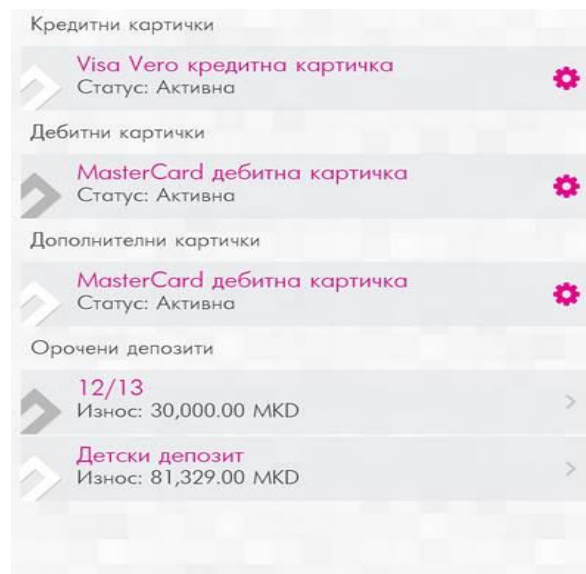 Кредитни картички
Visa Vero кредитна картичка
Статус: Активна
Дебитни картички
MasterCard дебитна картичка
Статус: Активна
Дополнителни картички
MasterCard дебитна картичка
Статус: Активна
Орочени депозити
12/13
Износ: 30,000.00 MKD
Детски депозит
Износ: 81,329.00 MKD